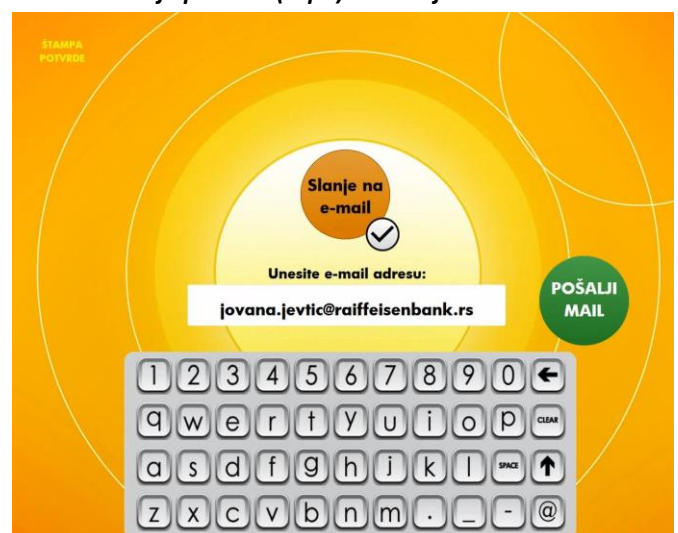 ŠTAMPA
POTVRDE
Slanje na
e-mail
Unesite e-mail adresu:
jovana.jevtic@raiffeisenbank.rs
POŠALJI
MAIL
1 2 3 4 5 6 7 8 9 0
q w e r t y u i o p CLEAR
a s d f g h j k l SPACE
z x c v b n m . _ - @